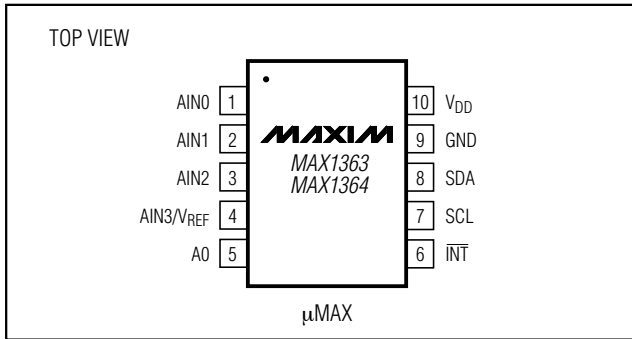 TOP VIEW
AIN0 1
AIN1 2
AIN2 3
AIN3/VREF 4
A0 5
MAXIM
MAX1363
MAX1364
10 VDD
9 GND
8 SDA
7 SCL
6 I̅N̅T̅
µMAX